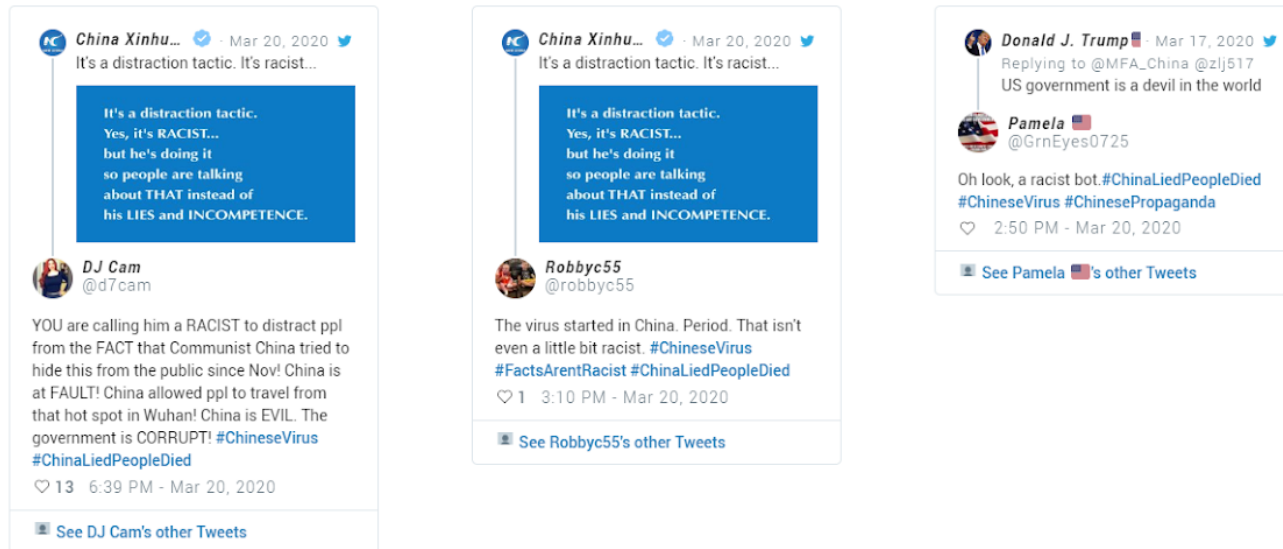 China Xinhu... · Mar 20, 2020
It's a distraction tactic. It's racist...
It's a distraction tactic.
Yes, it's RACIST...
but he's doing it
so people are talking
about THAT instead of
his LIES and INCOMPETENCE.
DJ Cam
@d7cam
YOU are calling him a RACIST to distract ppl
from the FACT that Communist China tried to
hide this from the public since Nov! China is
at FAULT! China allowed ppl to travel from
that hot spot in Wuhan! China is EVIL. The
government is CORRUPT! #ChineseVirus
#ChinaLiedPeopleDied
13 6:39 PM - Mar 20, 2020
See DJ Cam's other Tweets
China Xinhu... · Mar 20, 2020
It's a distraction tactic. It's racist...
It's a distraction tactic.
Yes, it's RACIST...
but he's doing it
so people are talking
about THAT instead of
his LIES and INCOMPETENCE.
Robbyc55
@robbyc55
The virus started in China. Period. That isn't
even a little bit racist. #ChineseVirus
#FactsArentRacist #ChinaLiedPeopleDied
1 3:10 PM - Mar 20, 2020
See Robbyc55's other Tweets
Donald J. Trump · Mar 17, 2020
Replying to @MFA_China @zlj517
US government is a devil in the world
Pamela
@GrnEyes0725
Oh look, a racist bot.#ChinaLiedPeopleDied
#ChineseVirus #ChinesePropaganda
2:50 PM - Mar 20, 2020
See Pamela 's other Tweets